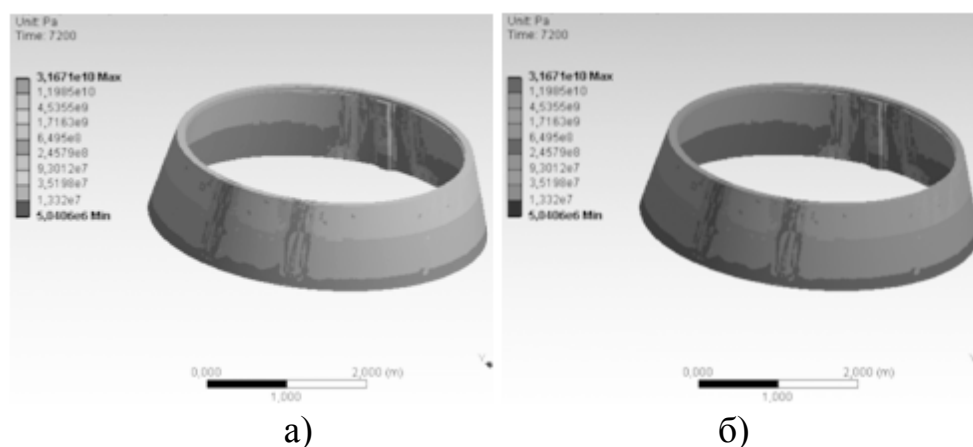 Unit: Pa
Time: 7200
3,1671e10 Max
1,1985e10
4,5355e9
1,7163e9
6,495e8
2,4579e8
9,3012e7
3,5198e7
1,332e7
5,0406e6 Min
0,000
2,000 (m)
1,000
Y
а)
Unit: Pa
Time: 7200
3,1671e10 Max
1,1985e10
4,5355e9
1,7163e9
6,495e8
2,4579e8
9,3012e7
3,5198e7
1,332e7
5,0406e6 Min
0,000
2,000 (m)
1,000
Y
б)